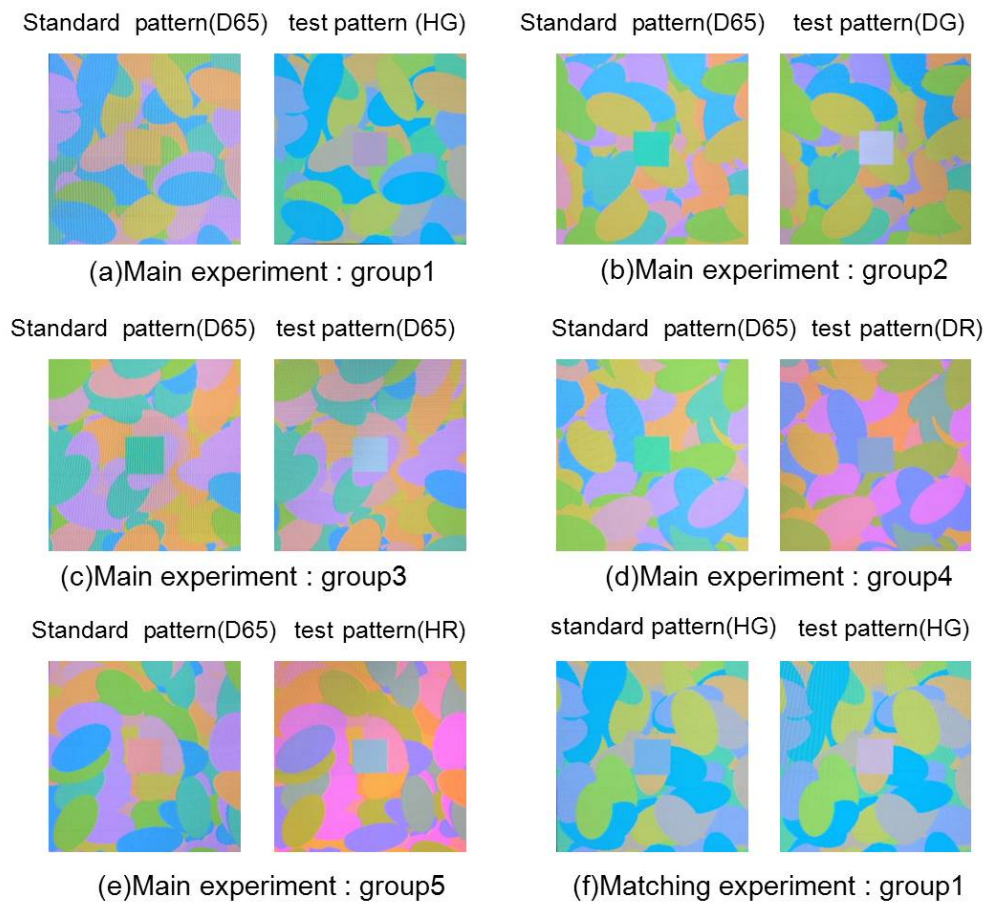 Standard pattern(D65) test pattern (HG) Standard pattern(D65) test pattern(DG)
(a)Main experiment : group1 (b)Main experiment : group2
Standard pattern(D65) test pattern(D65) Standard pattern(D65) test pattern(DR)
(c)Main experiment : group3 (d)Main experiment : group4
Standard pattern(D65) test pattern(HR) standard pattern(HG) test pattern(HG)
(e)Main experiment : group5 (f)Matching experiment : group1